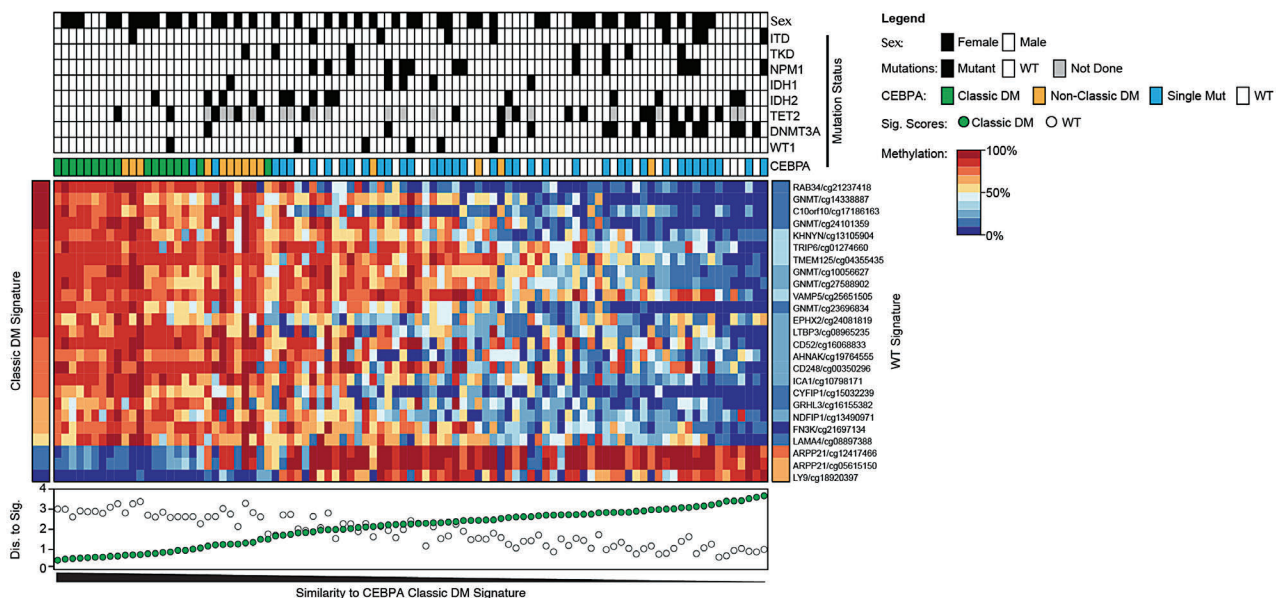 Sex
ITD
TKD
NPM1
IDH1
IDH2
TET2
DNMT3A
WT1
CEBPA
Mutation Status
Legend
Sex: Female Male
Mutations: Mutant WT Not Done
CEBPA: Classic DM Non-Classic DM Single Mut WT
Sig. Scores: Classic DM WT
Methylation: 100%
50%
0%
Classic DM Signature
RAB34/cg21237418
GNMT/cg14338887
C10orf10/cg17186163
GNMT/cg24101359
KHNYN/cg13105904
TRIP6/cg01274660
TMEM125/cg04355435
GNMT/cg10056627
GNMT/cg27588902
VAMP5/cg25651505
GNMT/cg23696834
EPHX2/cg24081819
LTBP3/cg08965235
CD52/cg16068833
AHNAK/cg19764555
CD248/cg00350296
ICA1/cg10798171
CYFIP1/cg15032239
GRHL3/cg16155382
NDFIP1/cg13490971
FN3K/cg21697134
LAMA4/cg08897388
ARPP21/cg12417466
ARPP21/cg05615150
LY9/cg18920397
WT Signature
Dis. to Sig.
4
3
2
1
0
Similarity to CEBPA Classic DM Signature